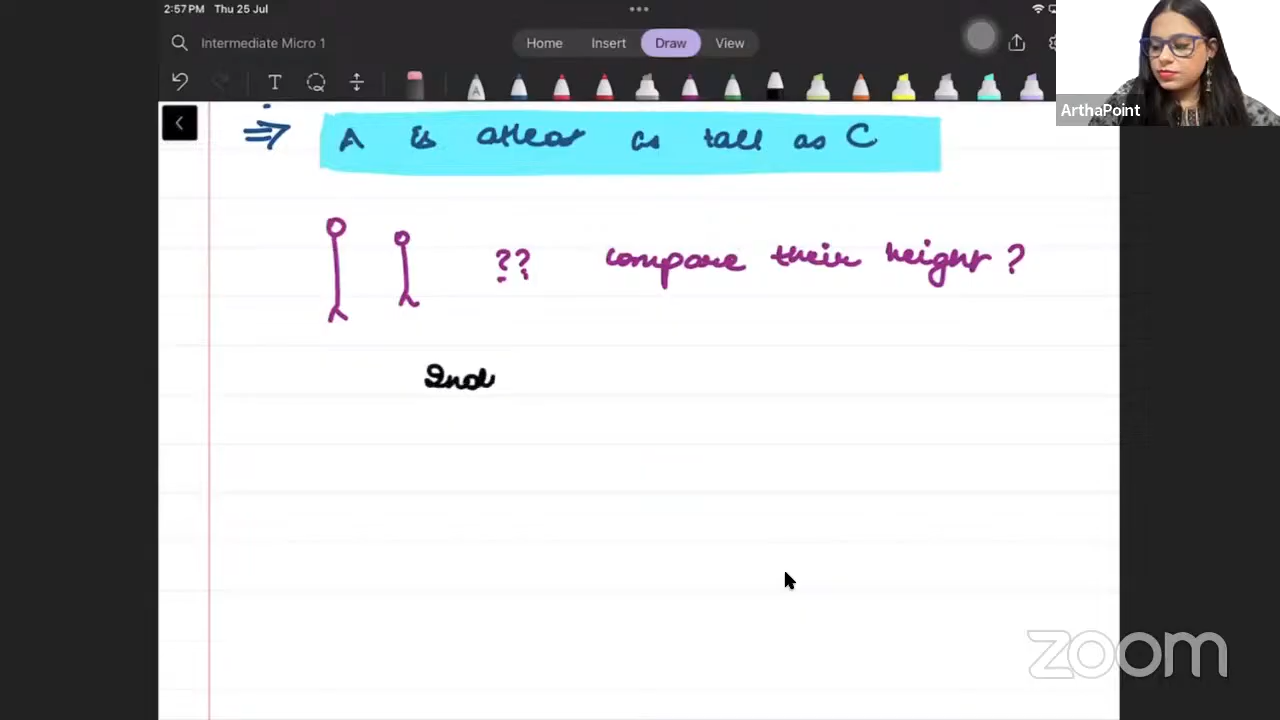 2:57 PM Thu 25 Jul
Intermediate Micro 1
Home Insert Draw View
T
A
ArthaPoint
⇒ A is atleast as tall as C
?? compare their height ?
Ind
zoom